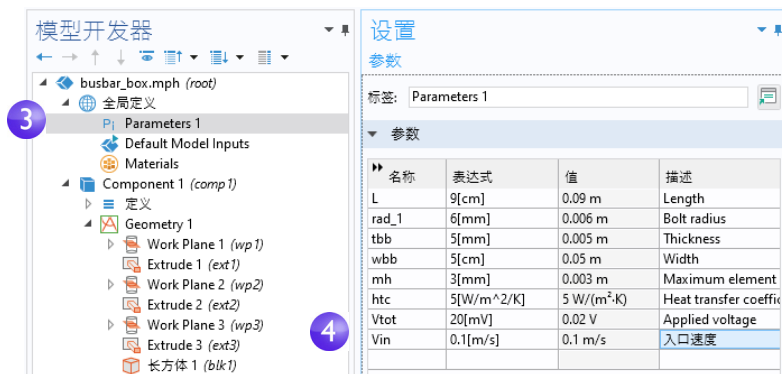 模型开发器
busbar_box.mph (root)
全局定义
3
Pi Parameters 1
Default Model Inputs
Materials
Component 1 (comp1)
定义
Geometry 1
Work Plane 1 (wp1)
Extrude 1 (ext1)
Work Plane 2 (wp2)
Extrude 2 (ext2)
Work Plane 3 (wp3)
4
Extrude 3 (ext3)
长方体 1 (blk1)
设置
参数
标签: Parameters 1
参数
名称 表达式 值 描述
L 9[cm] 0.09 m Length
rad_1 6[mm] 0.006 m Bolt radius
tbb 5[mm] 0.005 m Thickness
wbb 5[cm] 0.05 m Width
mh 3[mm] 0.003 m Maximum element
htc 5[W/m^2/K] 5 W/(m²·K) Heat transfer coeffic
Vtot 20[mV] 0.02 V Applied voltage
Vin 0.1[m/s] 0.1 m/s 入口速度